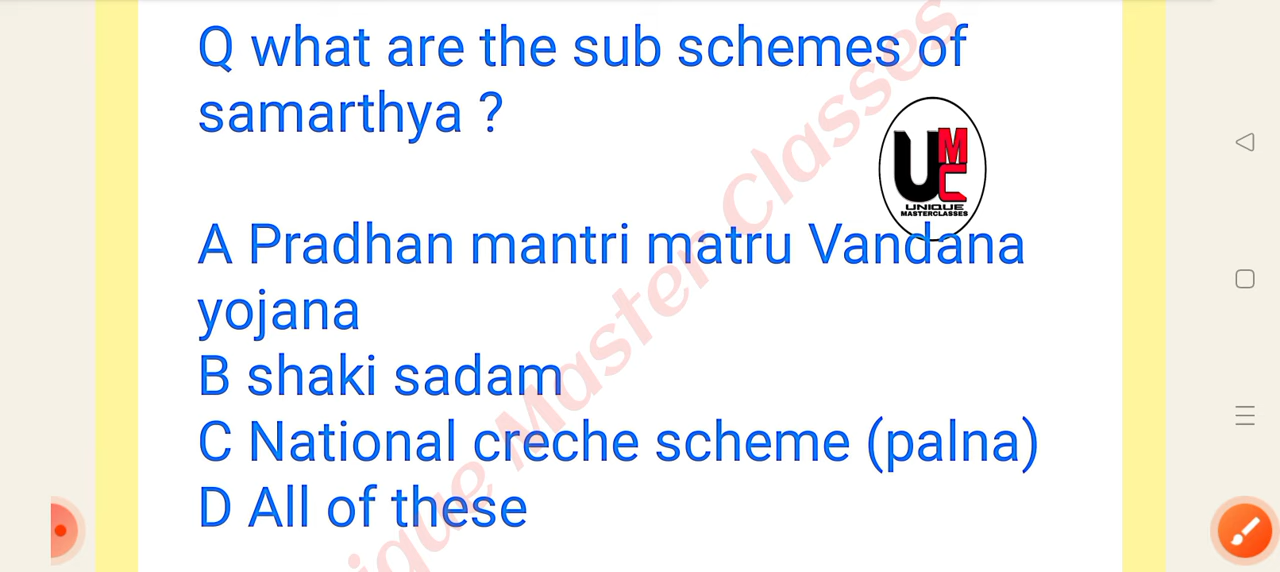 Q what are the sub schemes of
samarthya ?
UMC
UNIQUE
MASTERCLASSES
A Pradhan mantri matru Vandana
yojana
B shaki sadam
C National creche scheme (palna)
D All of these
ique Master Classes